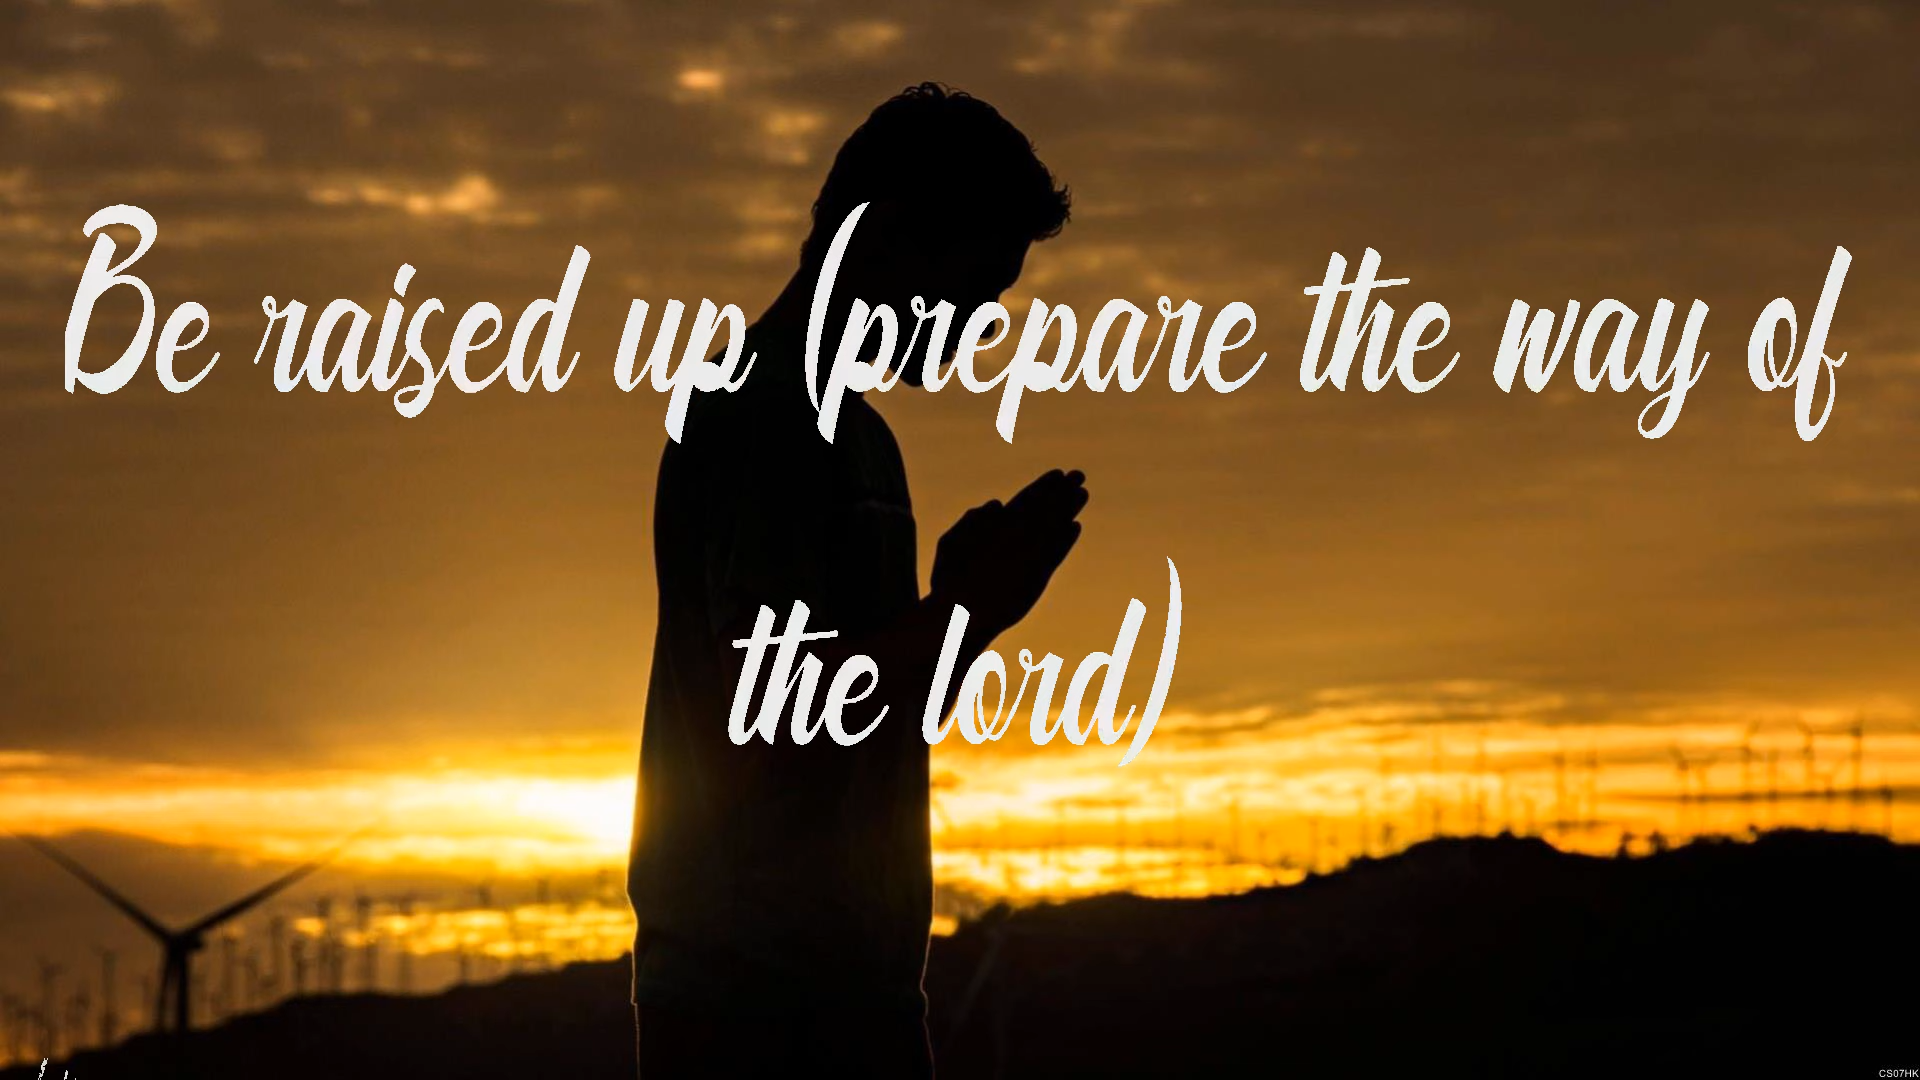 Be raised up (prepare the way of
the lord)
CS07HK